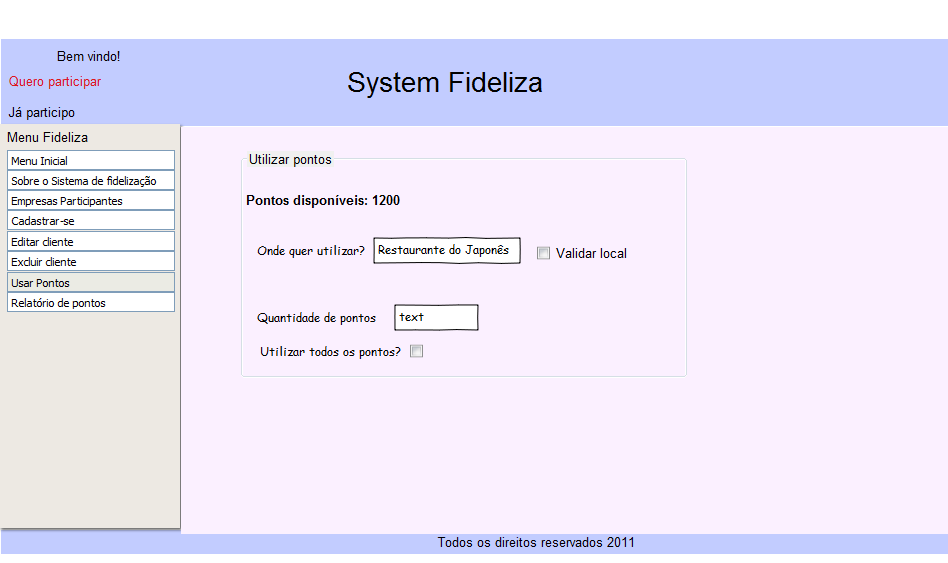 Bem vindo!
Quero participar
System Fideliza
Já participo
Menu Fideliza
Menu Inicial
Sobre o Sistema de fidelização
Empresas Participantes
Cadastrar-se
Editar cliente
Excluir cliente
Usar Pontos
Relatório de pontos
Utilizar pontos
Pontos disponíveis: 1200
Onde quer utilizar? Restaurante do Japonês Validar local
Quantidade de pontos text
Utilizar todos os pontos?
Todos os direitos reservados 2011